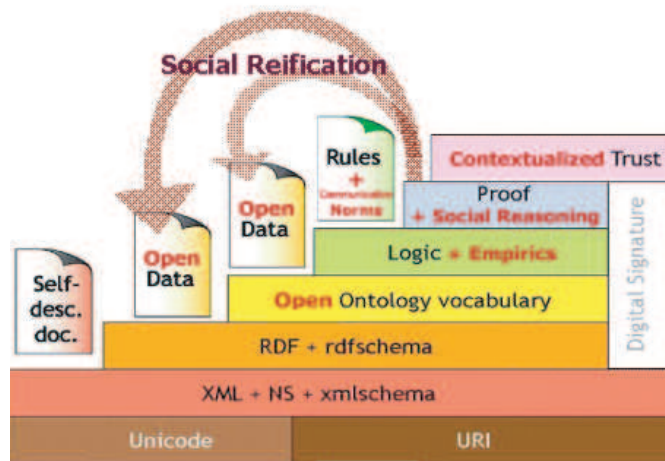 Social Reification
Rules
+
Communication
Norms
Contextualized Trust
Open
Data
Proof
+ Social Reasoning
Open
Data
Logic + Empirics
Digital Signature
Self-
desc.
doc.
Open Ontology vocabulary
RDF + rdfschema
XML + NS + xmlschema
Unicode
URI